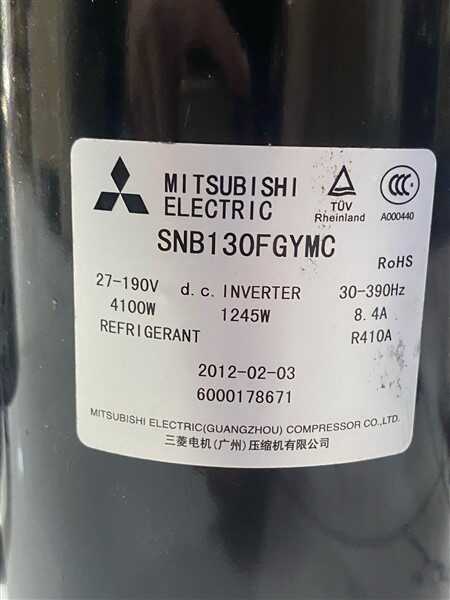 MITSUBISHI
ELECTRIC
TÜV
Rheinland
CCC
A000440
SNB130FGYMC
RoHS
27-190V d.c. INVERTER 30-390Hz
4100W 1245W 8.4A
REFRIGERANT R410A
2012-02-03
6000178671
MITSUBISHI ELECTRIC(GUANGZHOU) COMPRESSOR CO.,LTD.
三菱电机(广州)压缩机有限公司